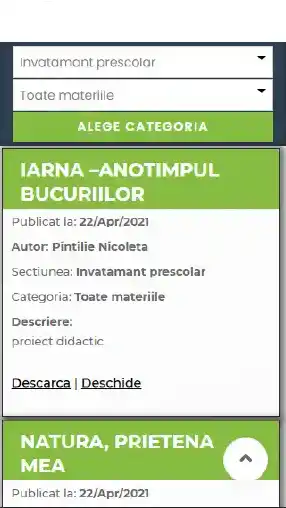 Invatamant prescolar
Toate materiile
ALEGE CATEGORIA
IARNA –ANOTIMPUL
BUCURIILOR
Publicat la: 22/Apr/2021
Autor: Pintilie Nicoleta
Sectiunea: Invatamant prescolar
Categoria: Toate materiile
Descriere:
proiect didactic
Descarca | Deschide
NATURA, PRIETENA
MEA
Publicat la: 22/Apr/2021